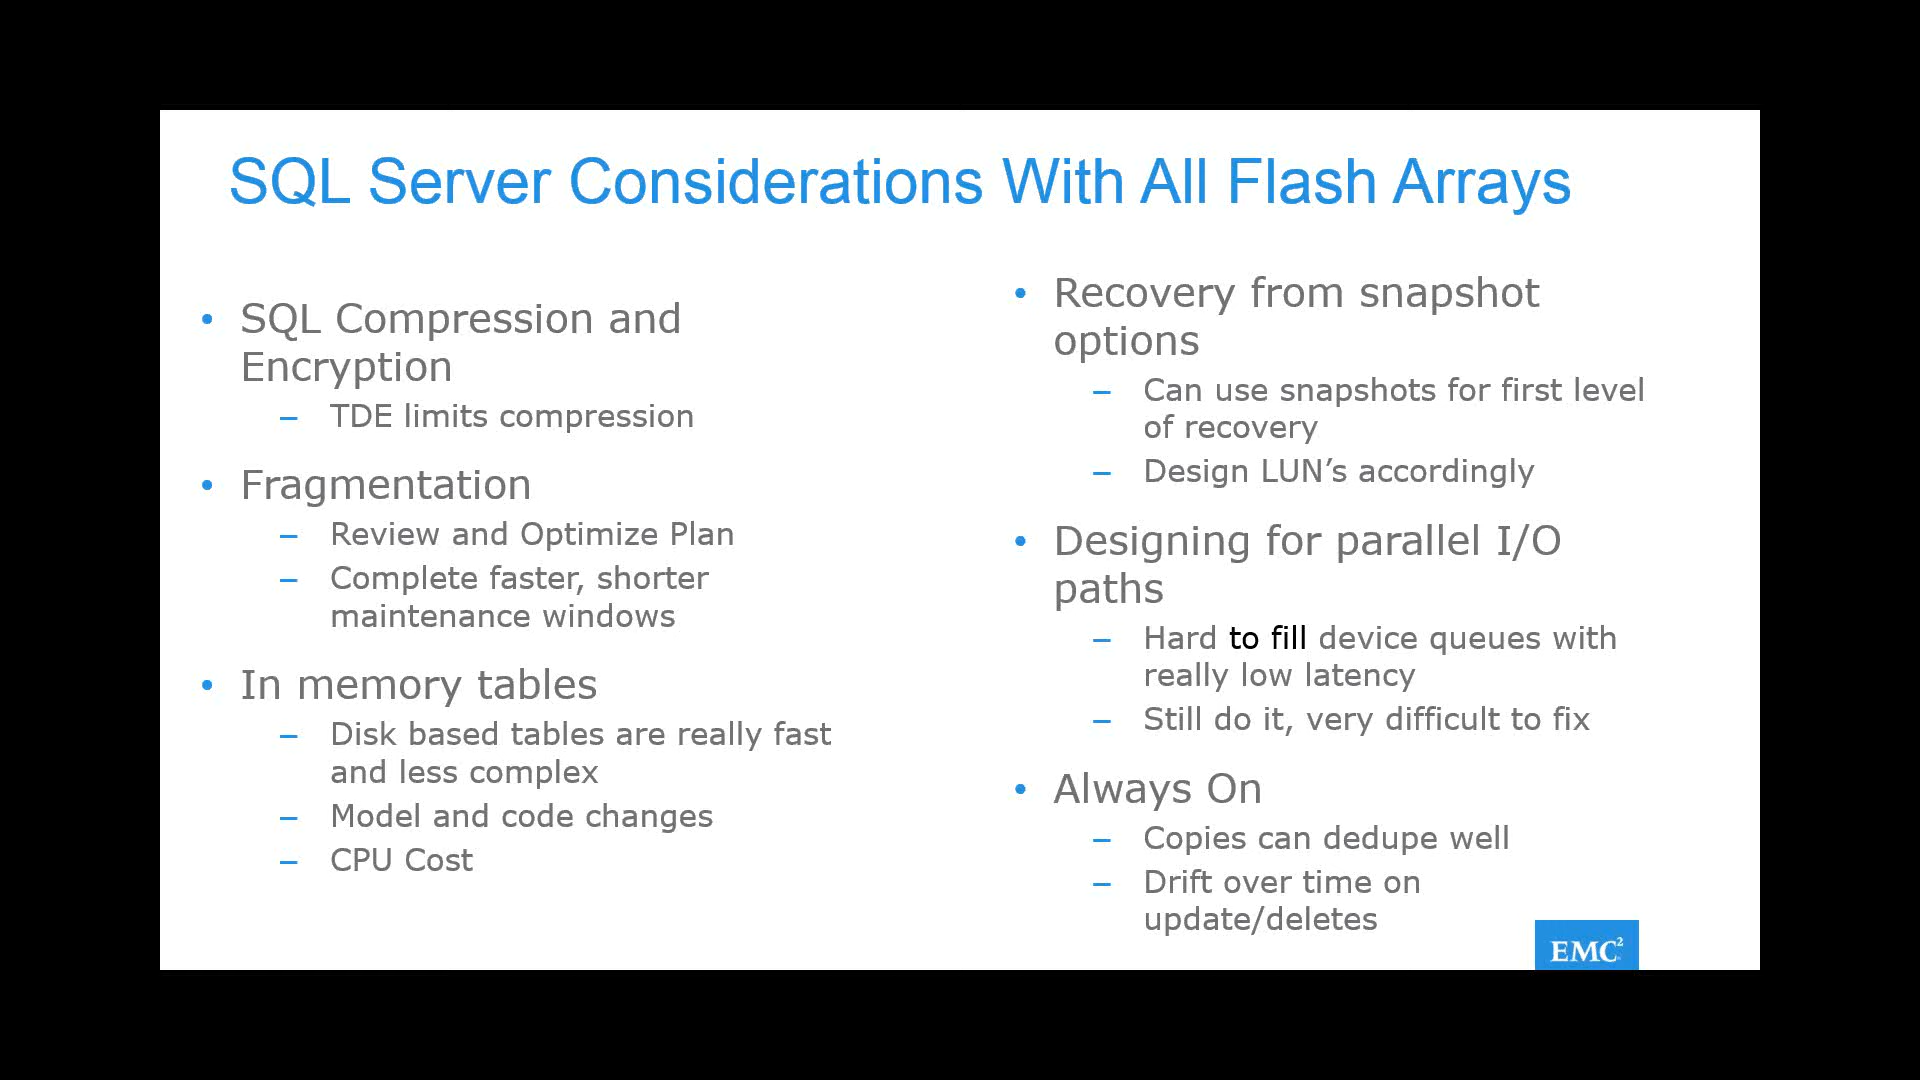 SQL Server Considerations With All Flash Arrays
• SQL Compression and
Encryption
– TDE limits compression
• Fragmentation
– Review and Optimize Plan
– Complete faster, shorter
maintenance windows
• In memory tables
– Disk based tables are really fast
and less complex
– Model and code changes
– CPU Cost
• Recovery from snapshot
options
– Can use snapshots for first level
of recovery
– Design LUN’s accordingly
• Designing for parallel I/O
paths
– Hard to fill device queues with
really low latency
– Still do it, very difficult to fix
• Always On
– Copies can dedupe well
– Drift over time on
update/deletes
EMC²